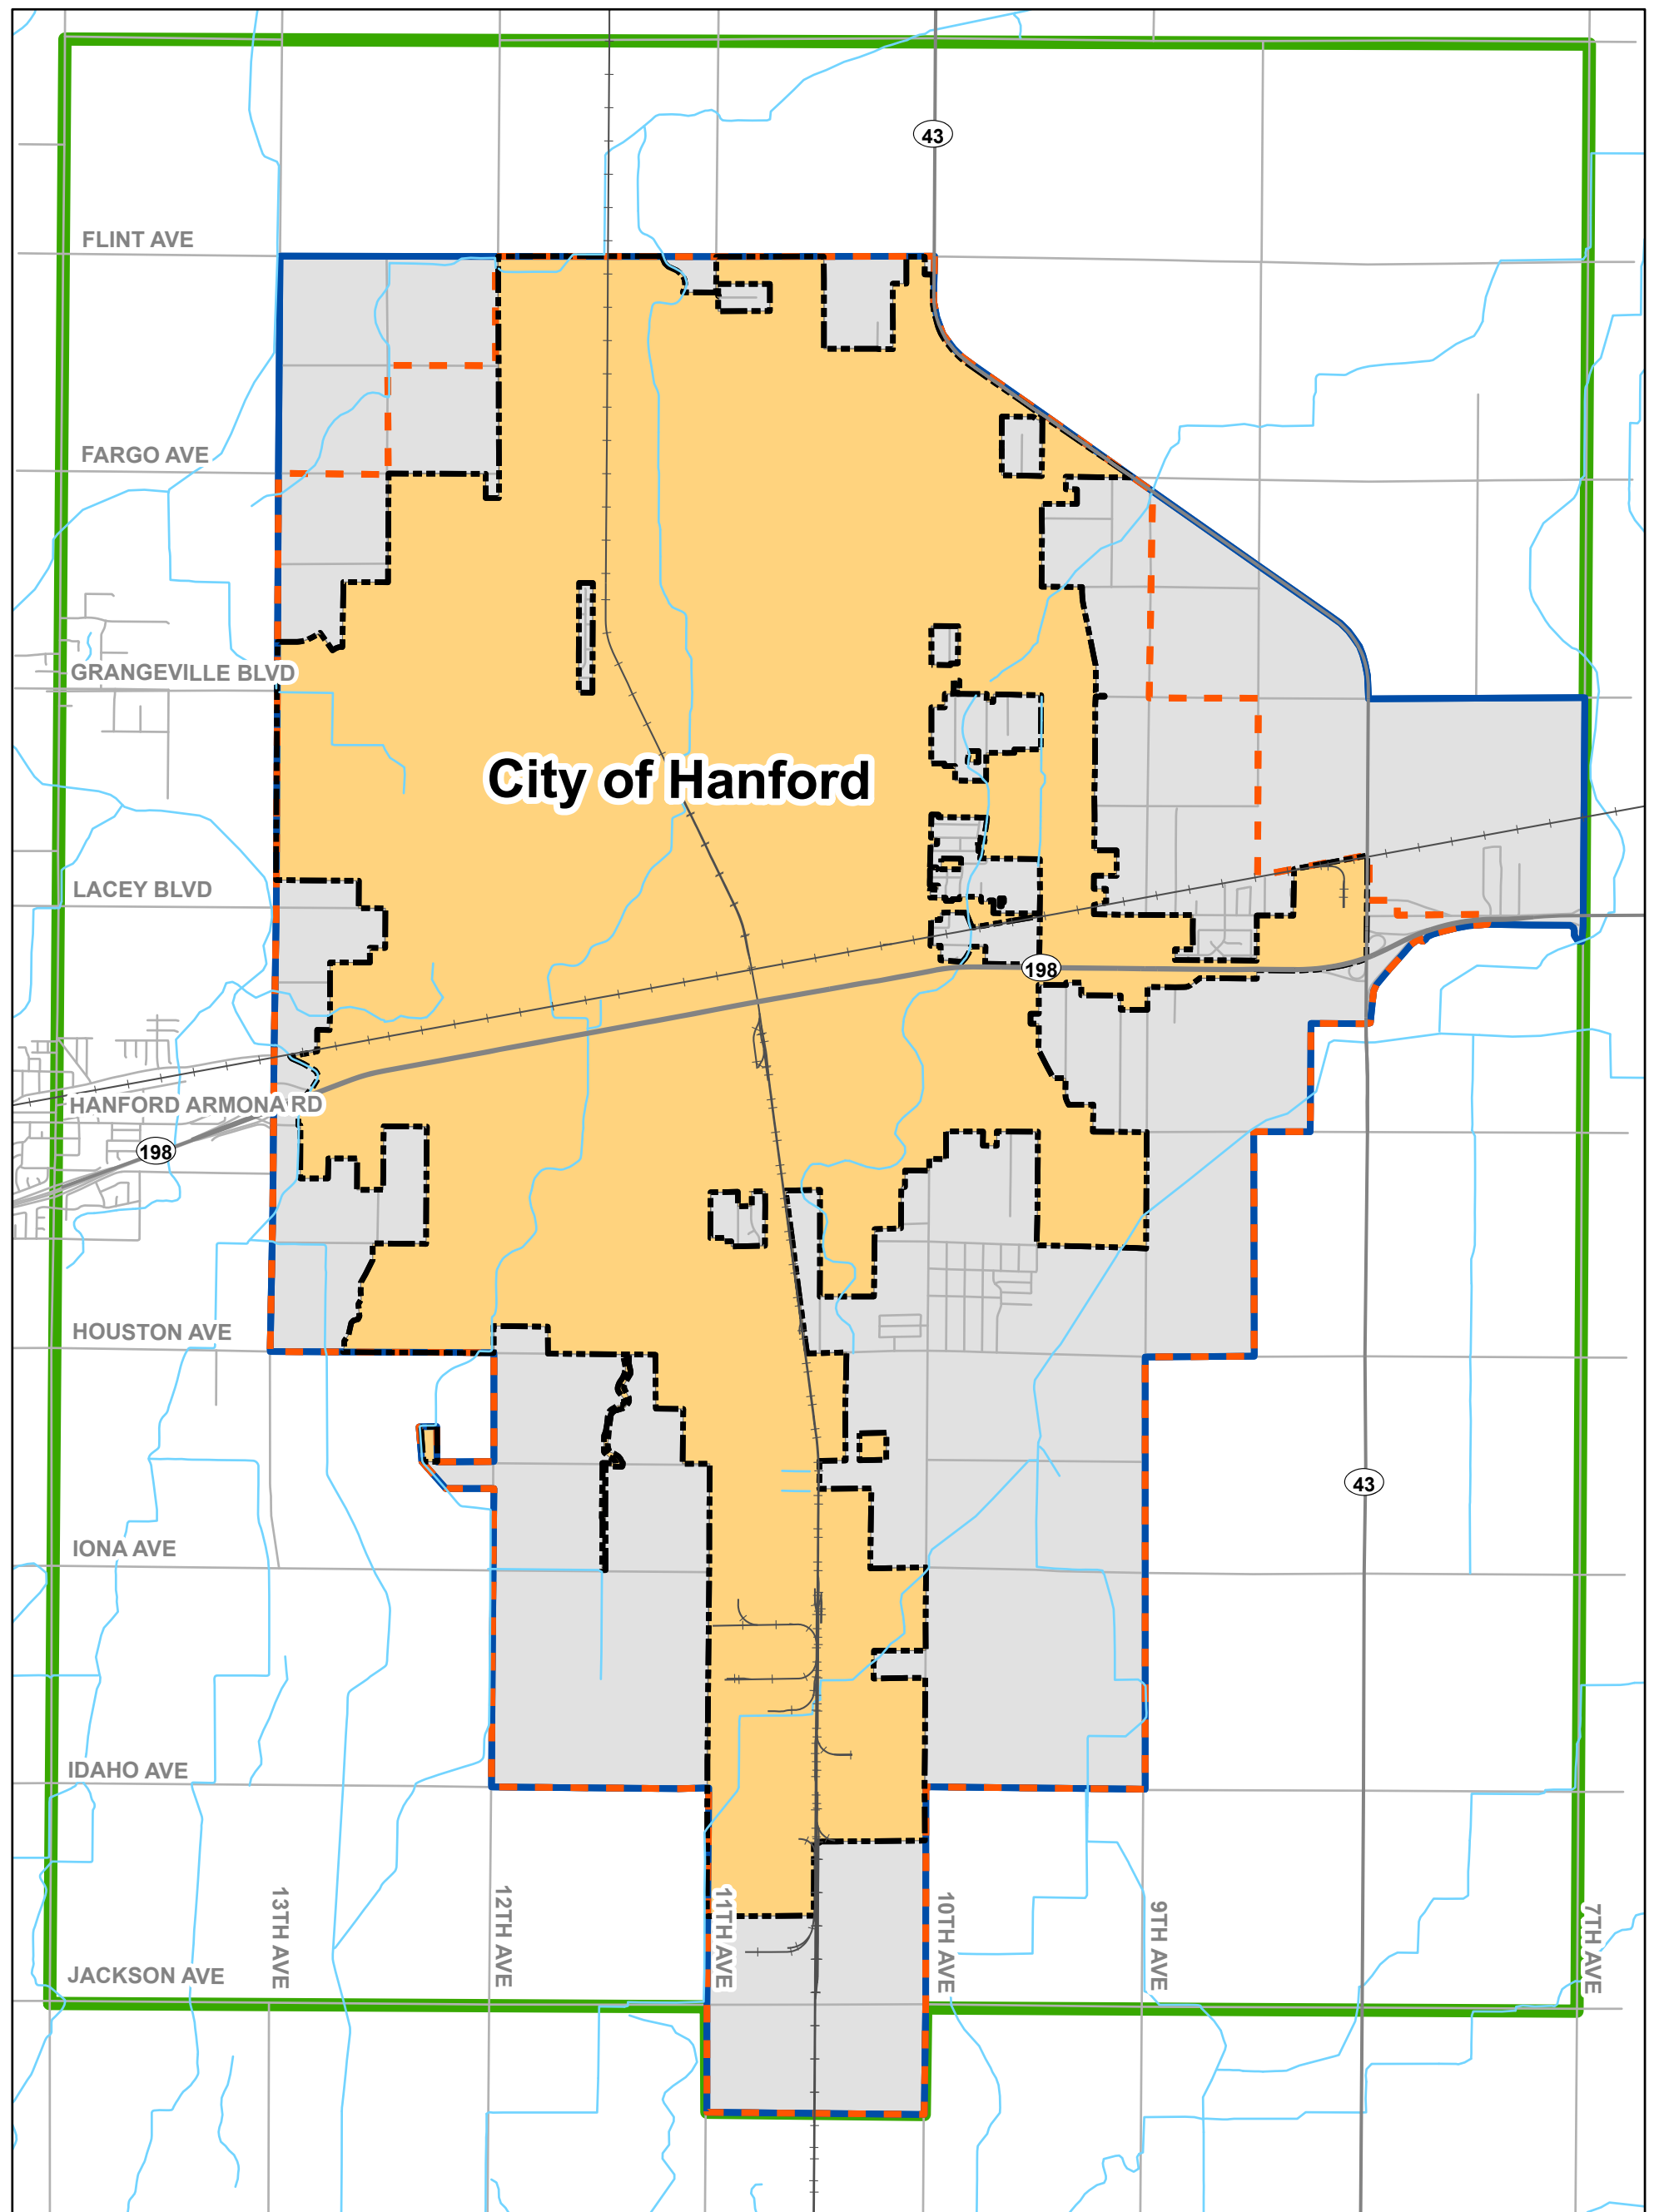 43
FLINT AVE
FARGO AVE
GRANGEVILLE BLVD
City of Hanford
LACEY BLVD
198
HANFORD ARMONA RD
198
HOUSTON AVE
43
IONA AVE
IDAHO AVE
13TH AVE
12TH AVE
11TH AVE
10TH AVE
9TH AVE
7TH AVE
JACKSON AVE